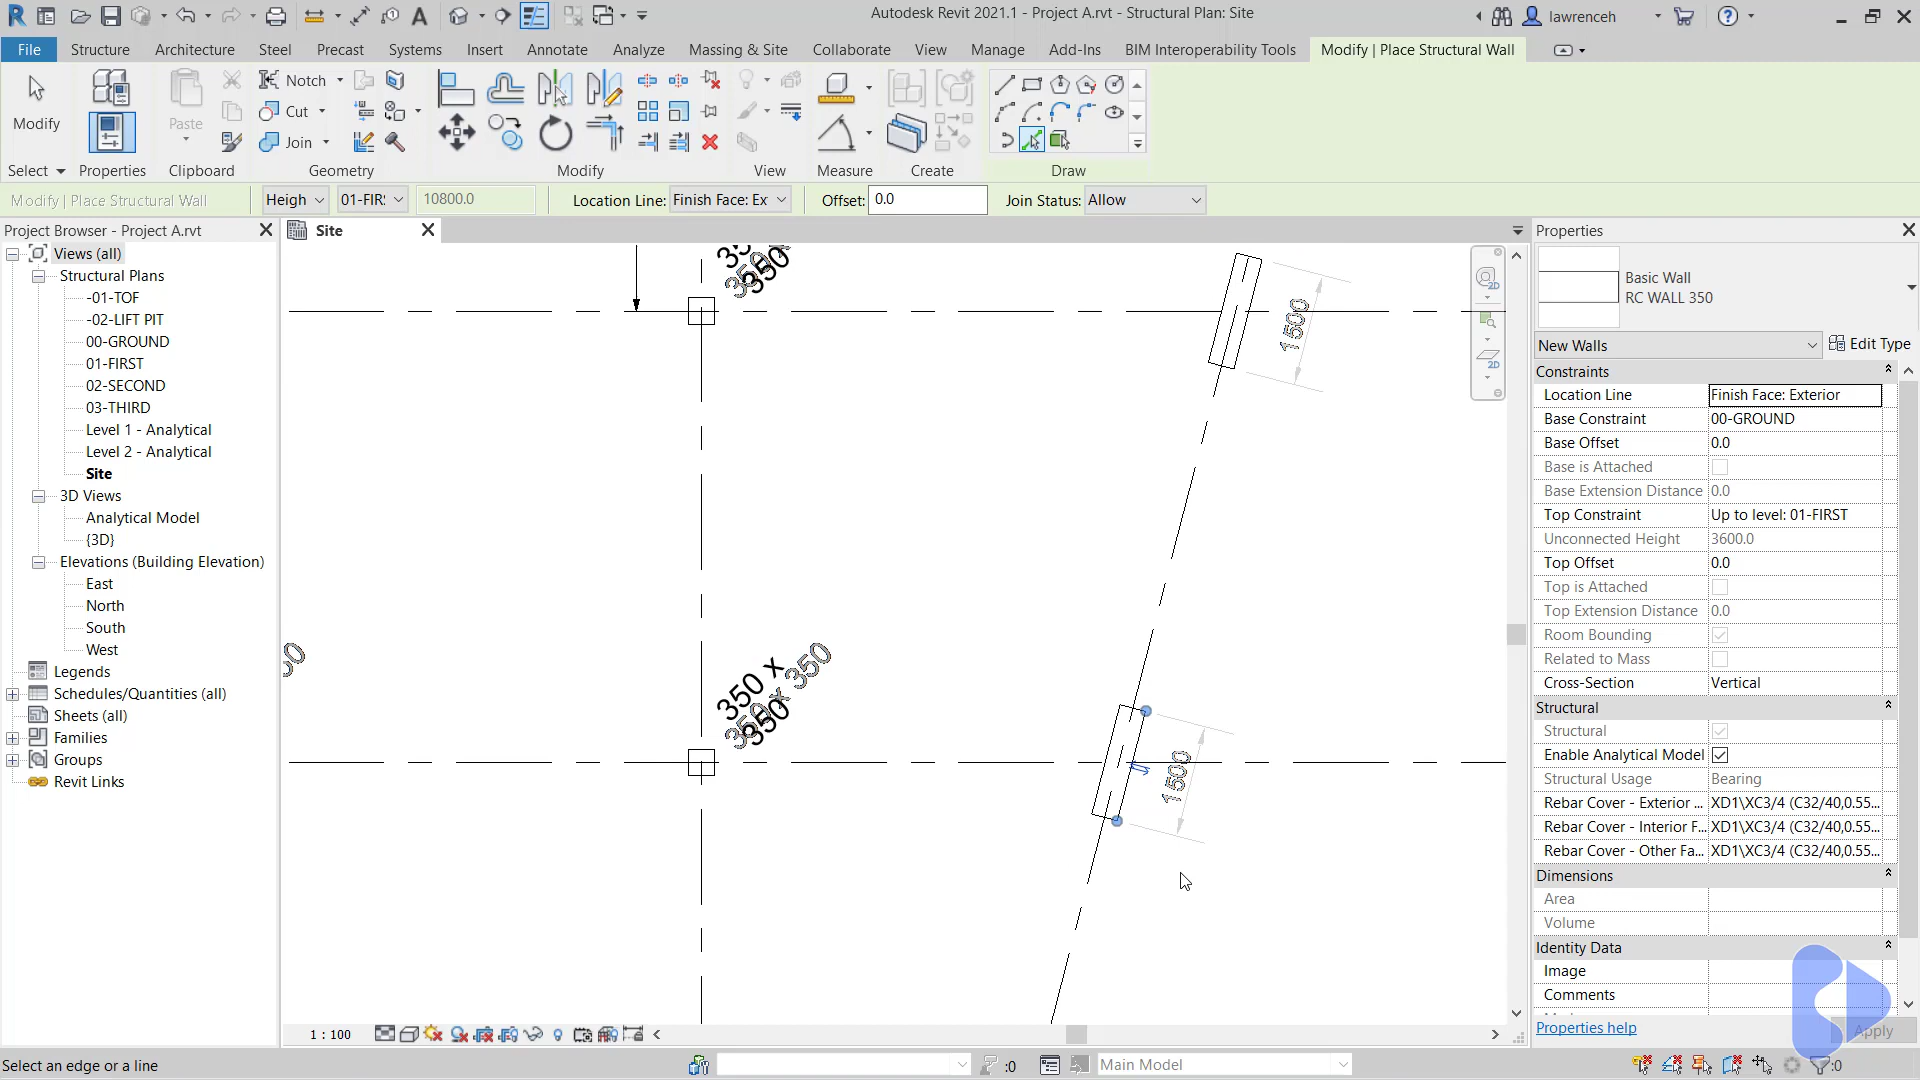 Autodesk Revit 2021.1 - Project A.rvt - Structural Plan: Site
lawrenceh
File
Structure
Architecture
Steel
Precast
Systems
Insert
Annotate
Analyze
Massing & Site
Collaborate
View
Manage
Add-Ins
BIM Interoperability Tools
Modify | Place Structural Wall
Modify
Paste
Notch
Cut
Join
Select
Properties
Clipboard
Geometry
Modify
View
Measure
Create
Draw
Modify | Place Structural Wall
Heigh
01-FIR
10800.0
Location Line:
Finish Face: Ex
Offset:
0.0
Join Status:
Allow
Project Browser - Project A.rvt
Views (all)
Structural Plans
-01-TOF
-02-LIFT PIT
00-GROUND
01-FIRST
02-SECOND
03-THIRD
Level 1 - Analytical
Level 2 - Analytical
Site
3D Views
Analytical Model
{3D}
Elevations (Building Elevation)
East
North
South
West
Legends
Schedules/Quantities (all)
Sheets (all)
Families
Groups
Revit Links
Site
350
1500
350 x
350
350 x 350
1500
1 : 100
Properties
Basic Wall
RC WALL 350
New Walls
Edit Type
Constraints
Location Line Finish Face: Exterior
Base Constraint 00-GROUND
Base Offset 0.0
Base is Attached
Base Extension Distance 0.0
Top Constraint Up to level: 01-FIRST
Unconnected Height 3600.0
Top Offset 0.0
Top is Attached
Top Extension Distance 0.0
Room Bounding
Related to Mass
Cross-Section Vertical
Structural
Structural
Enable Analytical Model
Structural Usage Bearing
Rebar Cover - Exterior ... XD1\XC3/4 (C32/40,0.55...
Rebar Cover - Interior F... XD1\XC3/4 (C32/40,0.55...
Rebar Cover - Other Fa... XD1\XC3/4 (C32/40,0.55...
Dimensions
Area
Volume
Identity Data
Image
Comments
Properties help
Apply
Select an edge or a line
:0
Main Model
:0